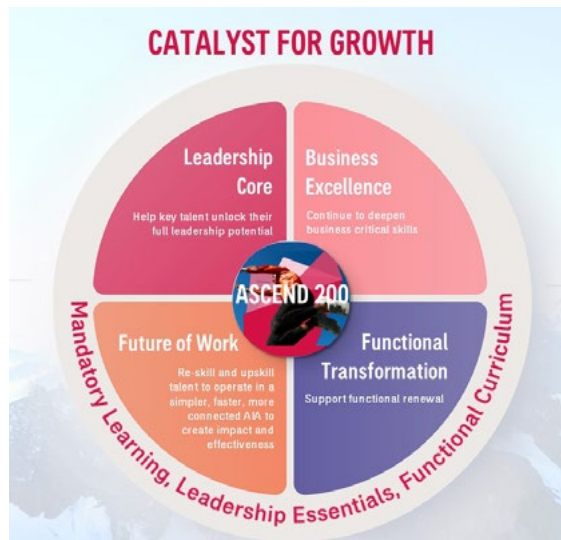 CATALYST FOR GROWTH
Leadership
Core
Help key talent unlock their
full leadership potential
Business
Excellence
Continue to deepen
business critical skills
ASCEND 200
Future of Work
Re-skill and upskill
talent to operate in a
simpler, faster, more
connected AIA to
create impact and
effectiveness
Functional
Transformation
Support functional renewal
Mandatory Learning, Leadership Essentials, Functional Curriculum